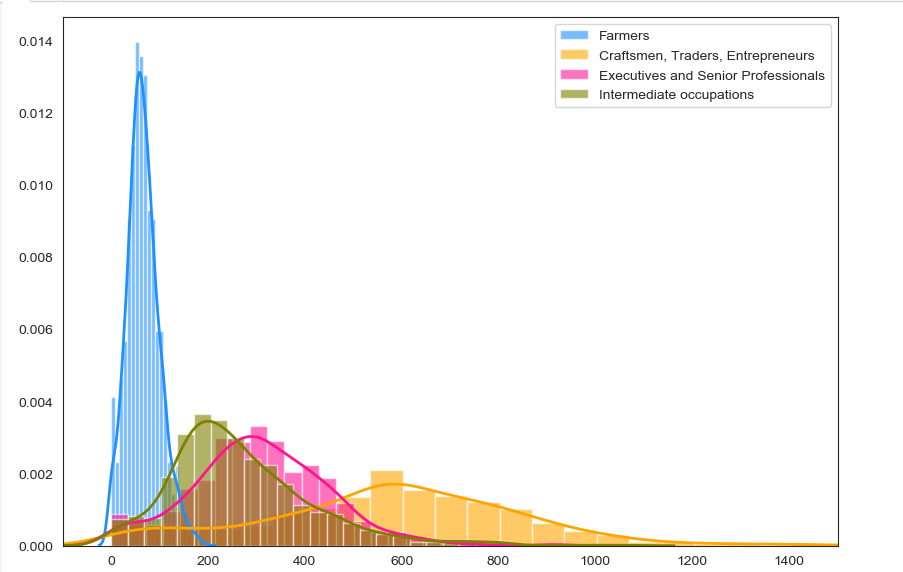 0.014
0.012
0.010
0.008
0.006
0.004
0.002
0.000
0 200 400 600 800 1000 1200 1400
Farmers
Craftsmen, Traders, Entrepreneurs
Executives and Senior Professionals
Intermediate occupations